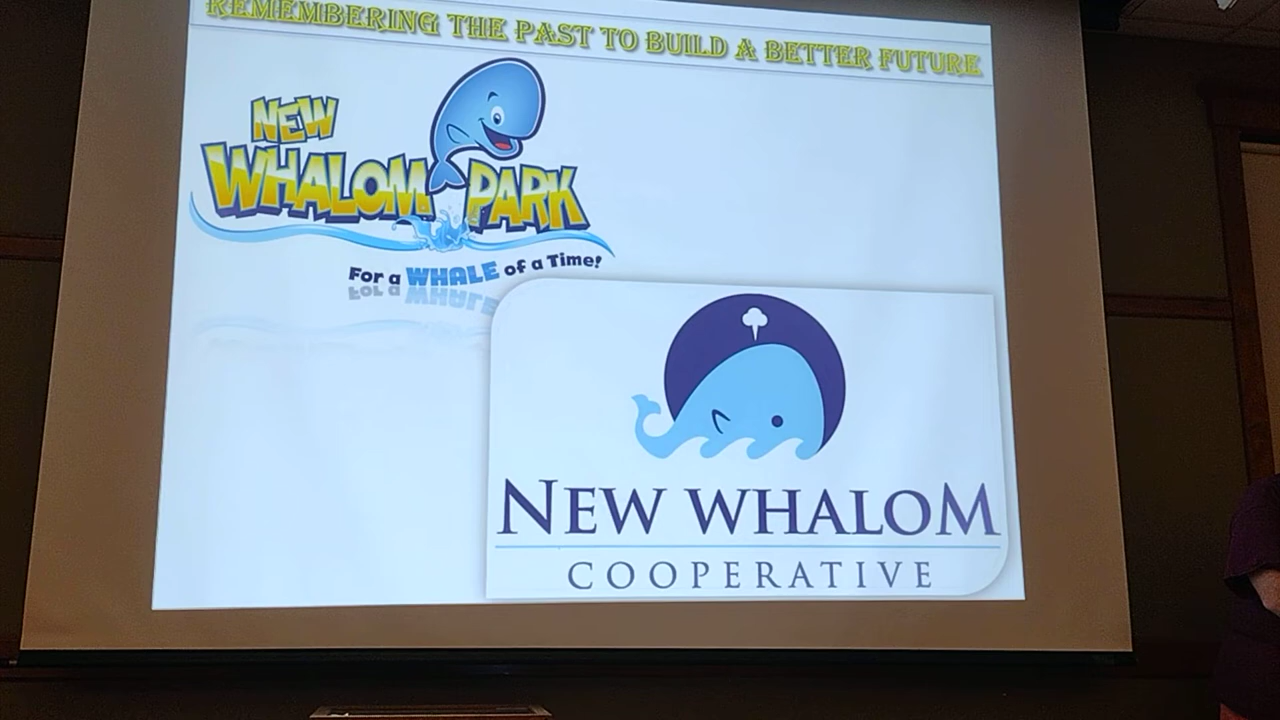 REMEMBERING THE PAST TO BUILD A BETTER FUTURE
NEW
WHALOM PARK
For a WHALE of a Time!
NEW WHALOM
COOPERATIVE